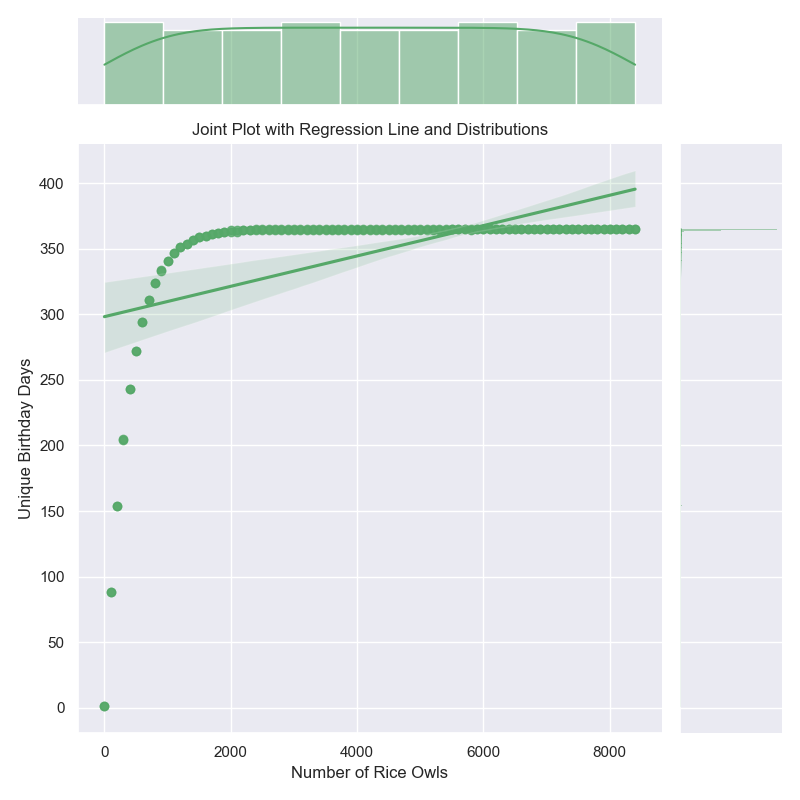 Joint Plot with Regression Line and Distributions
400
350
300
250
200
150
100
50
0
Unique Birthday Days
0 2000 4000 6000 8000
Number of Rice Owls